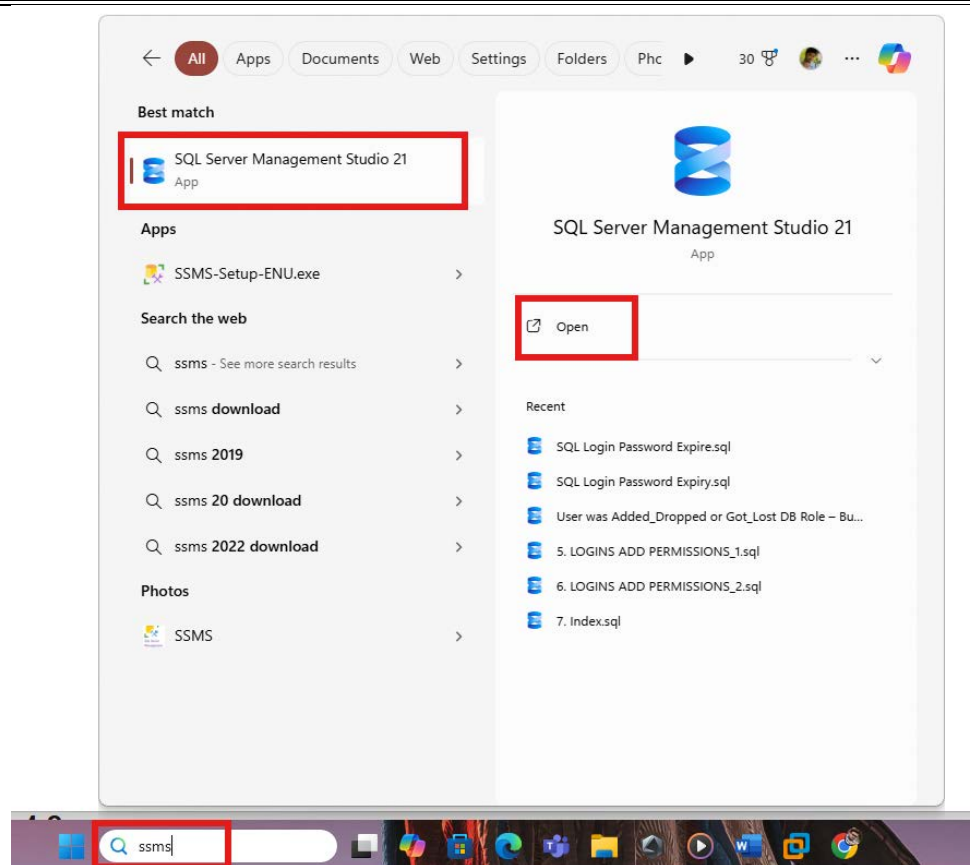 All Apps Documents Web Settings Folders Phc 30
Best match
SQL Server Management Studio 21
App
Apps
SSMS-Setup-ENU.exe
Search the web
ssms - See more search results
ssms download
ssms 2019
ssms 20 download
ssms 2022 download
Photos
SSMS
SQL Server Management Studio 21
App
Open
Recent
SQL Login Password Expire.sql
SQL Login Password Expiry.sql
User was Added_Dropped or Got_Lost DB Role – Bu...
5. LOGINS ADD PERMISSIONS_1.sql
6. LOGINS ADD PERMISSIONS_2.sql
7. Index.sql
ssms